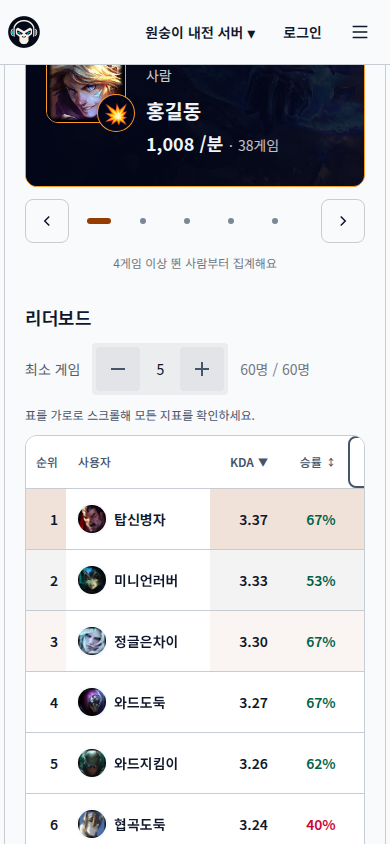 원숭이 내전 서버 ▾
로그인
사람
홍길동
1,008 /분 · 38게임
4게임 이상 뛴 사람부터 집계해요
리더보드
최소 게임 — 5 + 60명 / 60명
표를 가로로 스크롤해 모든 지표를 확인하세요.
순위 사용자 KDA ▼ 승률 ↕
1 탑신병자 3.37 67%
2 미니언러버 3.33 53%
3 정글은차이 3.30 67%
4 와드도둑 3.27 67%
5 와드지킴이 3.26 62%
6 협곡도둑 3.24 40%